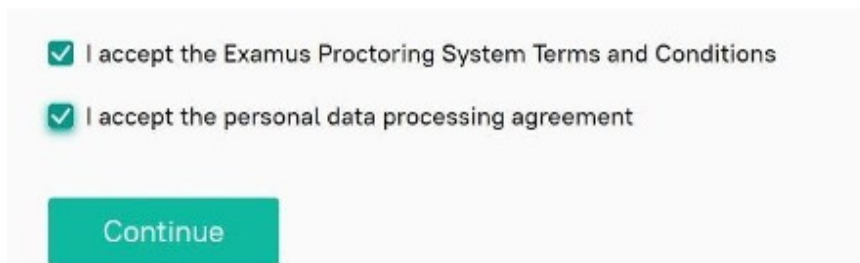 I accept the Examus Proctoring System Terms and Conditions
I accept the personal data processing agreement
Continue